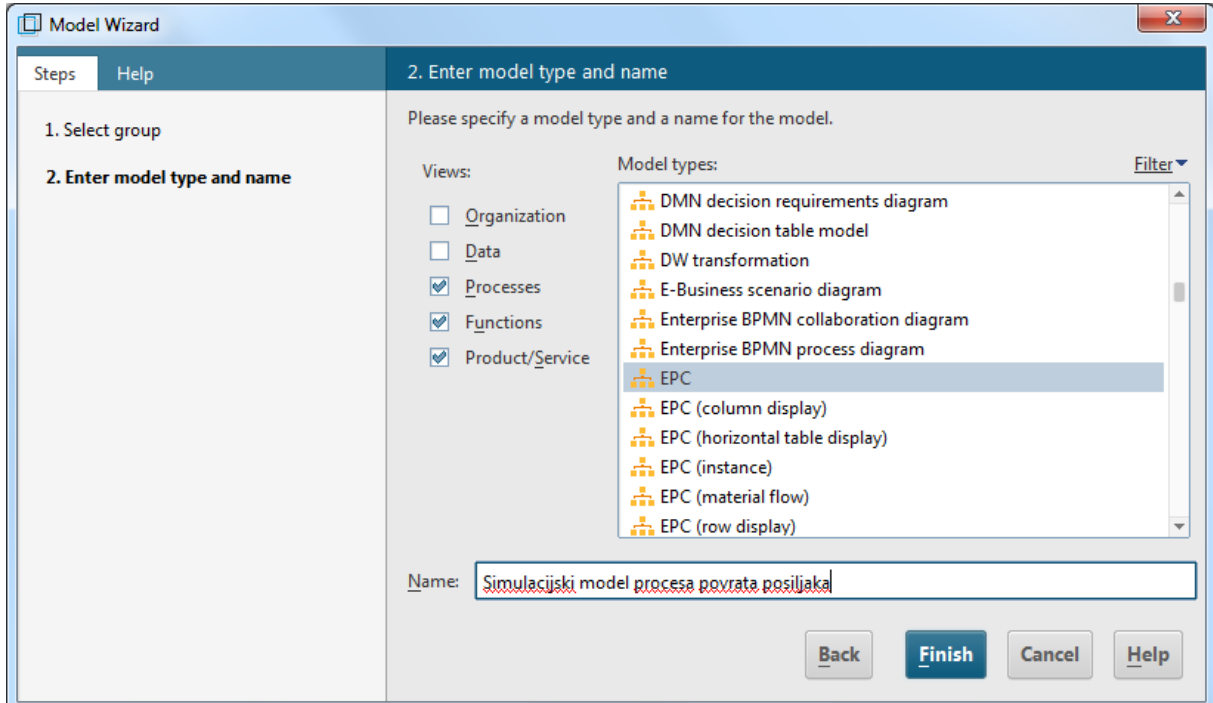 Model Wizard
Steps Help
1. Select group
2. Enter model type and name
2. Enter model type and name
Please specify a model type and a name for the model.
Views:
Organization
Data
Processes
Functions
Product/Service
Model types:
Filter
DMN decision requirements diagram
DMN decision table model
DW transformation
E-Business scenario diagram
Enterprise BPMN collaboration diagram
Enterprise BPMN process diagram
EPC
EPC (column display)
EPC (horizontal table display)
EPC (instance)
EPC (material flow)
EPC (row display)
Name: Simulacijski model procesa povrata posiljaka
Back Finish Cancel Help